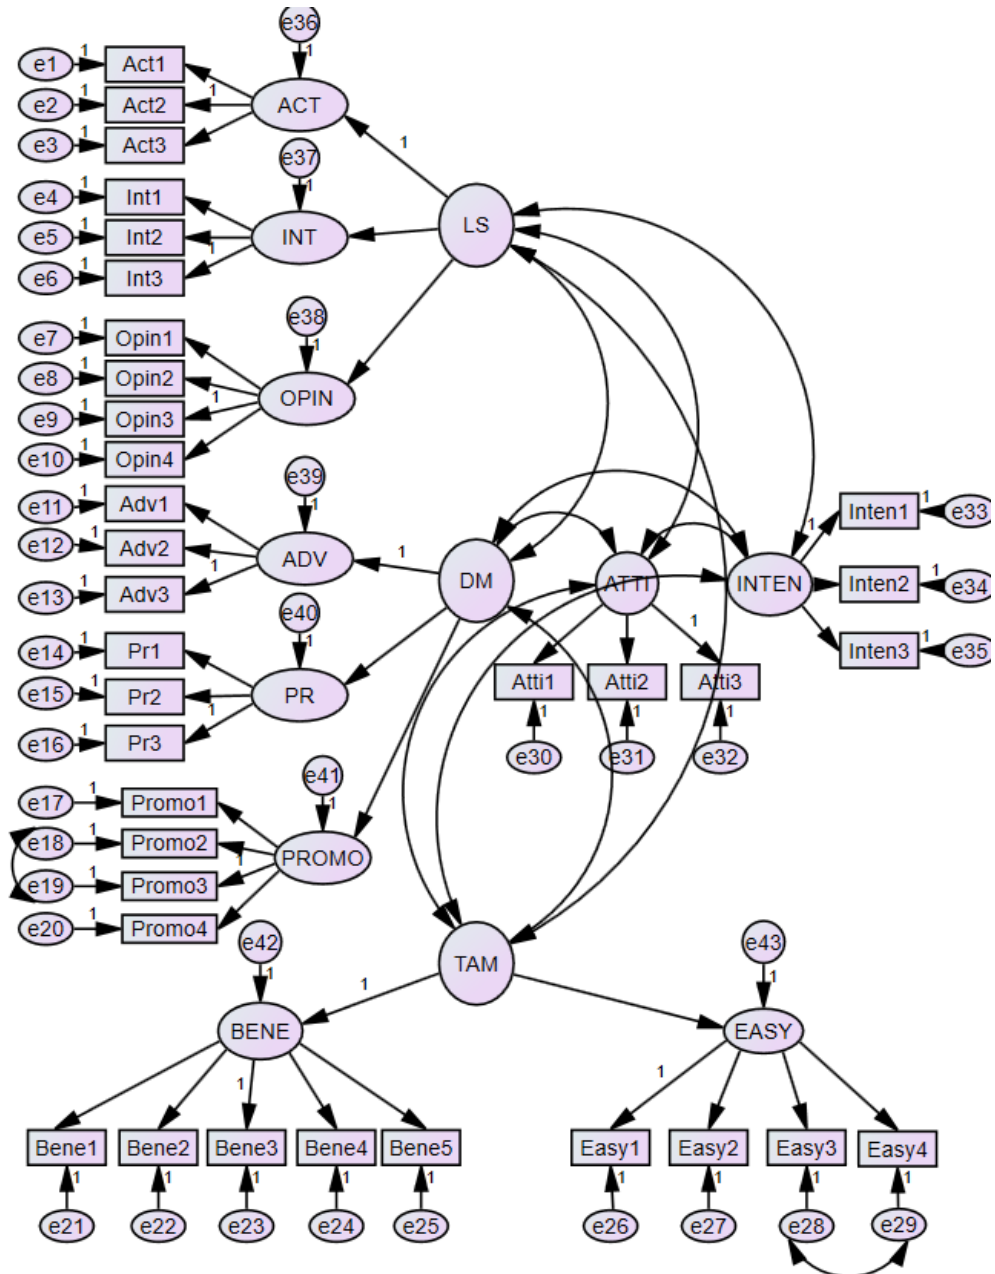 e36
e1 1 Act1 1
e2 1 Act2 1 ACT
e3 1 Act3 1
e37
e4 1 Int1 1
LS
e5 1 Int2 INT
1
e6 1 Int3
e38
e7 1 Opin1 1
e8 1 Opin2
1 OPIN
e9 1 Opin3
e10 1 Opin4
e39
e11 1 Adv1 1 Inten1 1 e33
1
e12 1 Adv2 ADV 1
1 DM ATTI INTEN Inten2 1 e34
e13 1 Adv3
e40
e14 1 Pr1 1 1 Inten3 1 e35
e15 1 Pr2 PR Atti1 Atti2 Atti3
1 1 1 1
e16 1 Pr3 e30 e31 e32
e41
e17 1 Promo1 1
e18 1 Promo2
1 PROMO
e19 1 Promo3
e20 1 Promo4
e42 TAM e43
1 1 1
BENE EASY
1 1
Bene1 Bene2 Bene3 Bene4 Bene5 Easy1 Easy2 Easy3 Easy4
1 1 1 1 1 1 1 1 1
e21 e22 e23 e24 e25 e26 e27 e28 e29